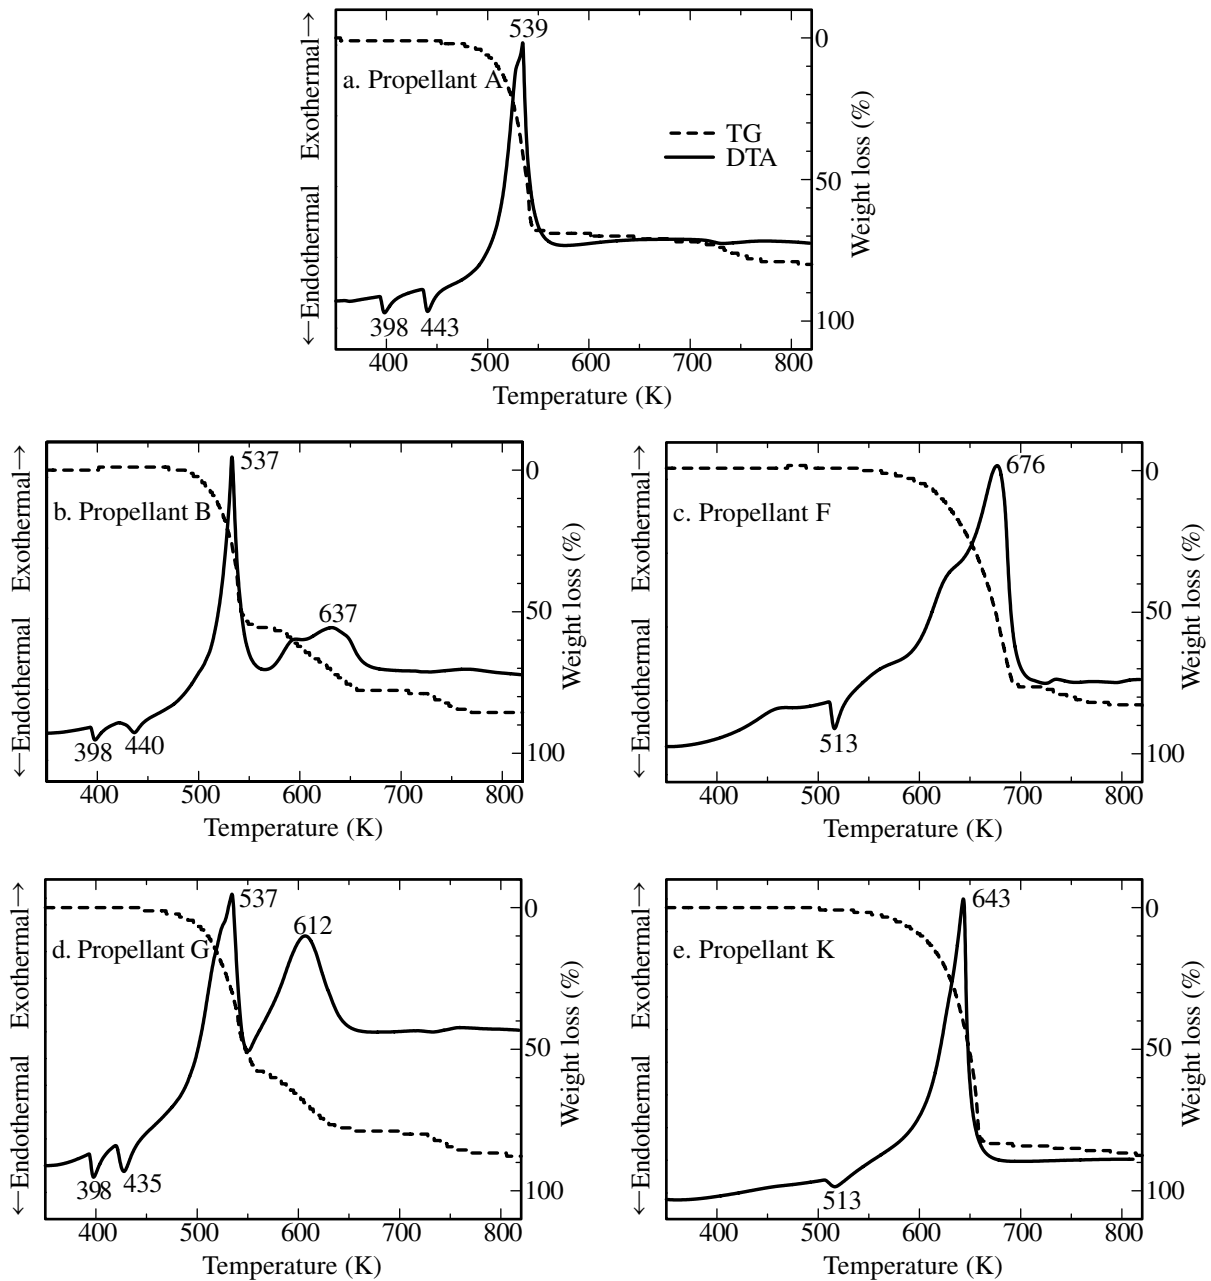 539
←Endothermal Exothermal→
a. Propellant A
TG
DTA
398
443
0
50
100
Weight loss (%)
400 500 600 700 800
Temperature (K)
←Endothermal Exothermal→
b. Propellant B
537
637
398
440
0
50
100
Weight loss (%)
400 500 600 700 800
Temperature (K)
←Endothermal Exothermal→
c. Propellant F
676
513
0
50
100
Weight loss (%)
400 500 600 700 800
Temperature (K)
←Endothermal Exothermal→
d. Propellant G
537
612
398
435
0
50
100
Weight loss (%)
400 500 600 700 800
Temperature (K)
←Endothermal Exothermal→
e. Propellant K
643
513
0
50
100
Weight loss (%)
400 500 600 700 800
Temperature (K)